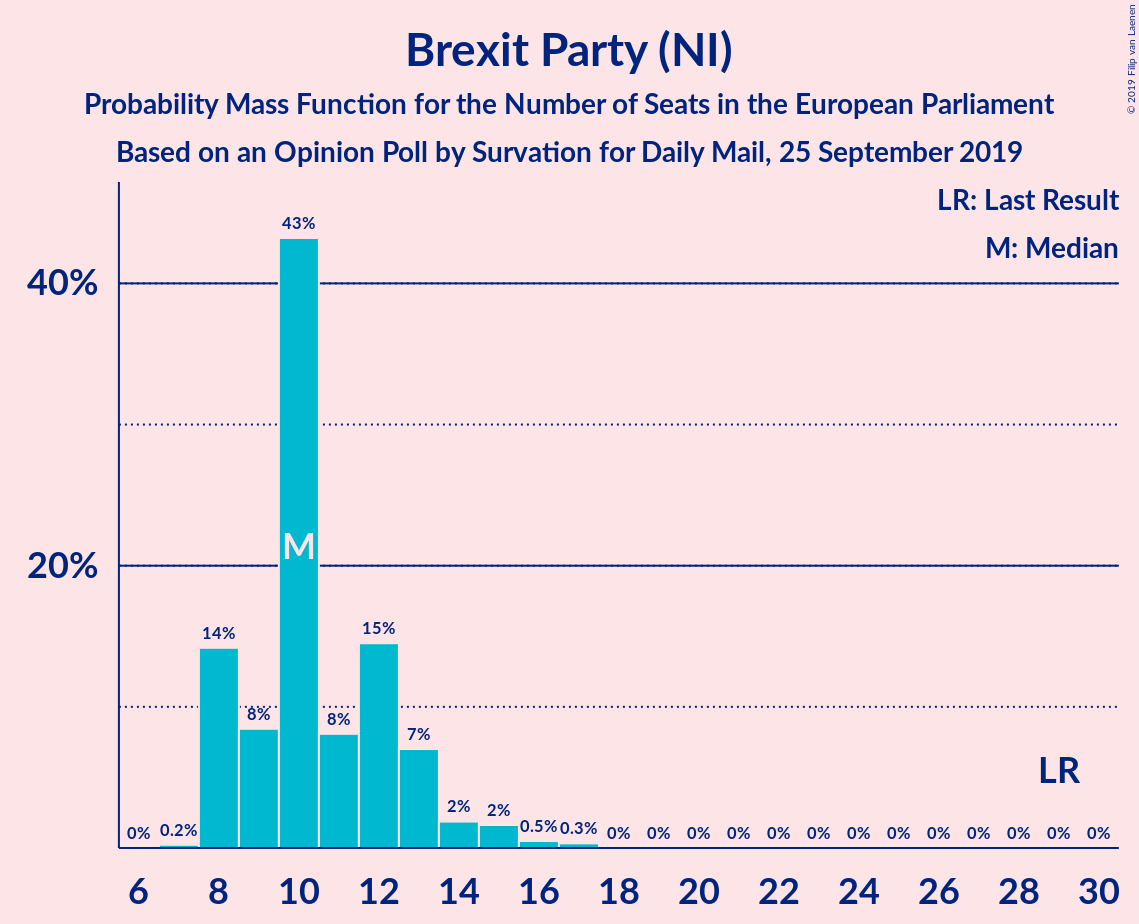 Brexit Party (NI)
Probability Mass Function for the Number of Seats in the European Parliament
Based on an Opinion Poll by Survation for Daily Mail, 25 September 2019
© 2019 Filip van Laenen
LR: Last Result
M: Median
40%
20%
43%
M
14%
8%
8%
15%
7%
2%
2%
0% 0.2%
0.5% 0.3% 0% 0% 0% 0% 0% 0% 0% 0% 0% 0% 0% 0% 0%
LR
6 8 10 12 14 16 18 20 22 24 26 28 30